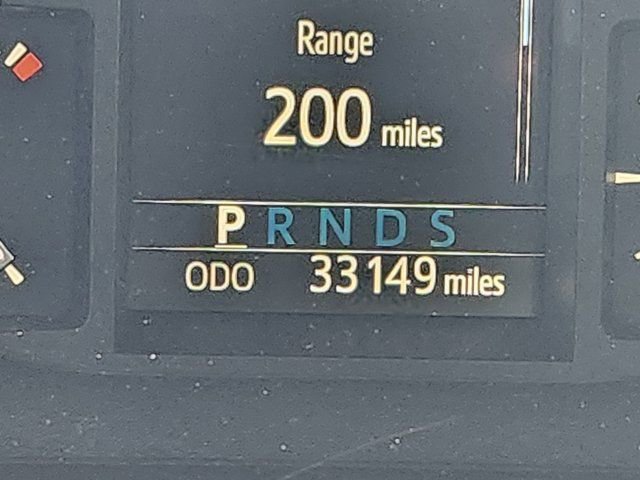 Range
200 miles
P R N D S
ODO 33149 miles